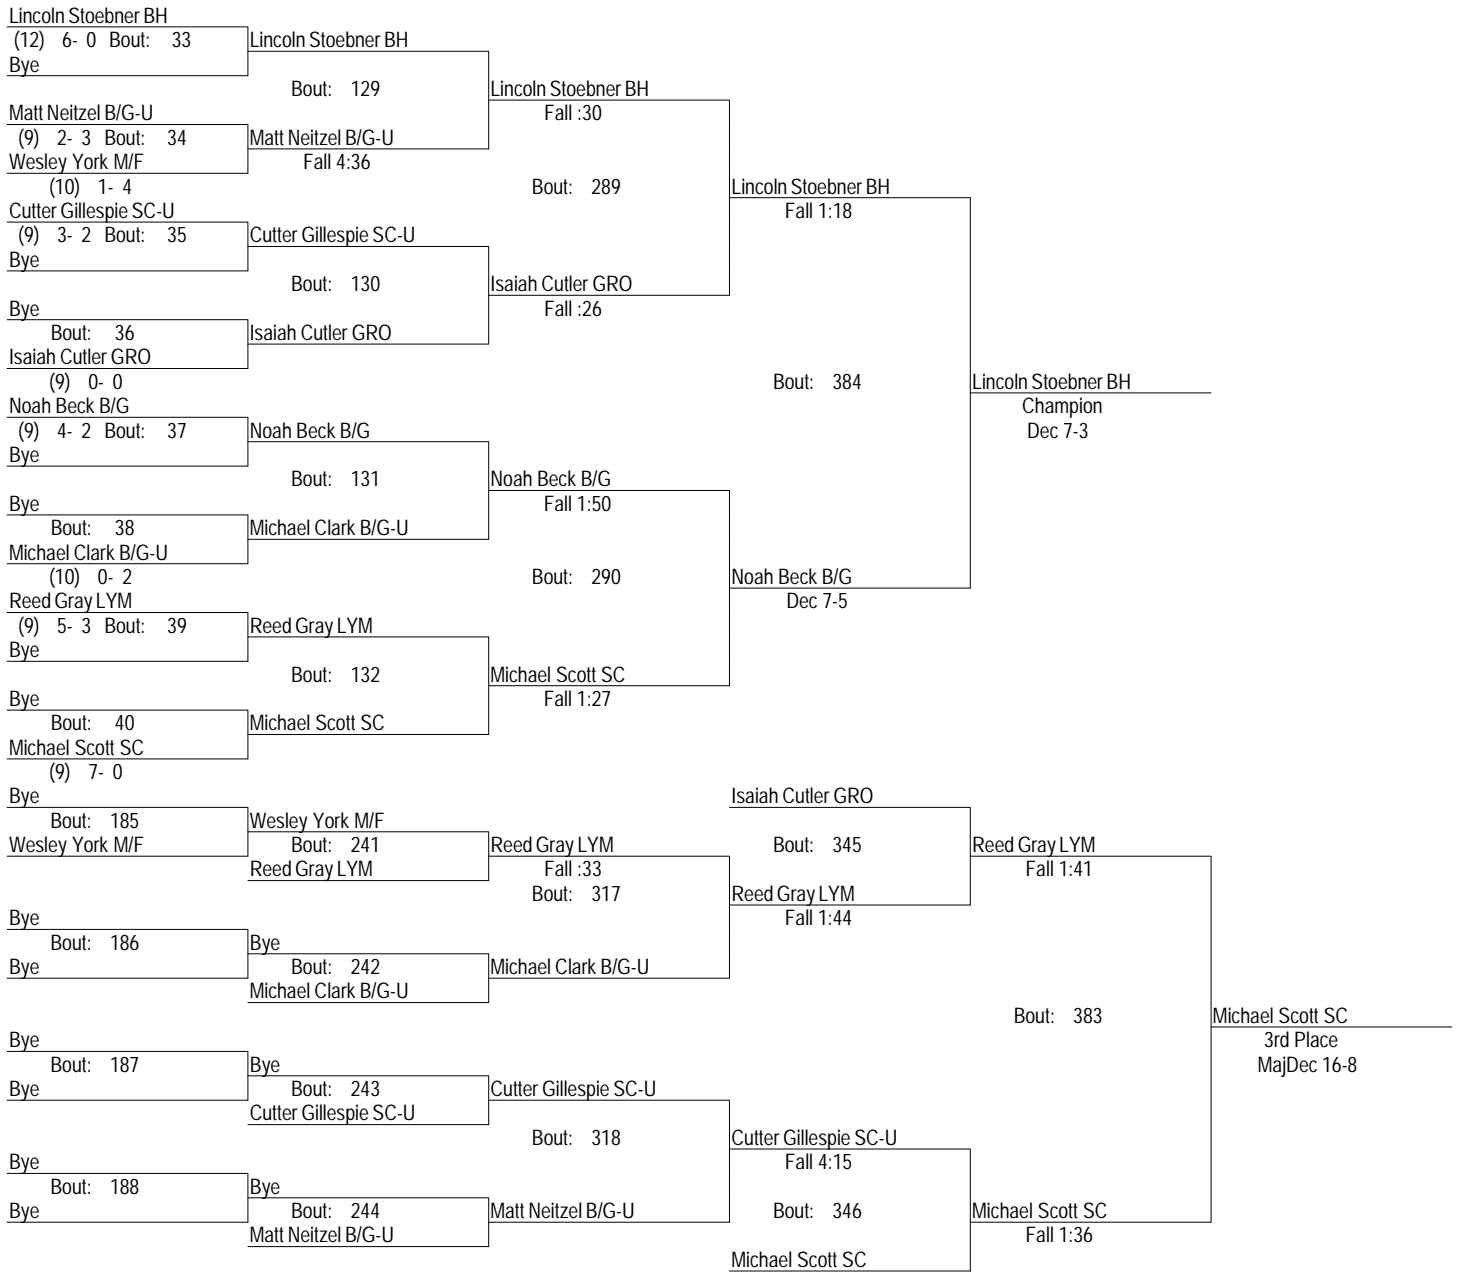 Lincoln Stoebner BH
(12) 6- 0 Bout: 33
Lincoln Stoebner BH
Bye
Bout: 129
Lincoln Stoebner BH
Matt Neitzel B/G-U
Fall :30
(9) 2- 3 Bout: 34
Matt Neitzel B/G-U
Wesley York M/F
Fall 4:36
(10) 1- 4
Bout: 289
Lincoln Stoebner BH
Cutter Gillespie SC-U
Fall 1:18
(9) 3- 2 Bout: 35
Cutter Gillespie SC-U
Bye
Bout: 130
Isaiah Cutler GRO
Bye
Fall :26
Bout: 36
Isaiah Cutler GRO
Isaiah Cutler GRO
(9) 0- 0
Bout: 384
Lincoln Stoebner BH
Noah Beck B/G
Champion
(9) 4- 2 Bout: 37
Noah Beck B/G
Dec 7-3
Bye
Bout: 131
Noah Beck B/G
Bye
Fall 1:50
Bout: 38
Michael Clark B/G-U
Michael Clark B/G-U
(10) 0- 2
Bout: 290
Noah Beck B/G
Reed Gray LYM
Dec 7-5
(9) 5- 3 Bout: 39
Reed Gray LYM
Bye
Bout: 132
Michael Scott SC
Bye
Fall 1:27
Bout: 40
Michael Scott SC
Michael Scott SC
(9) 7- 0
Bye
Isaiah Cutler GRO
Bout: 185
Wesley York M/F
Wesley York M/F
Bout: 241
Reed Gray LYM
Bout: 345
Reed Gray LYM
Reed Gray LYM
Fall :33
Fall 1:41
Bout: 317
Reed Gray LYM
Bye
Fall 1:44
Bout: 186
Bye
Bye
Bout: 242
Michael Clark B/G-U
Michael Clark B/G-U
Bout: 383
Michael Scott SC
Bye
3rd Place
Bout: 187
Bye
MajDec 16-8
Bye
Bout: 243
Cutter Gillespie SC-U
Cutter Gillespie SC-U
Bout: 318
Cutter Gillespie SC-U
Bye
Fall 4:15
Bout: 188
Bye
Bye
Bout: 244
Matt Neitzel B/G-U
Bout: 346
Michael Scott SC
Matt Neitzel B/G-U
Fall 1:36
Michael Scott SC